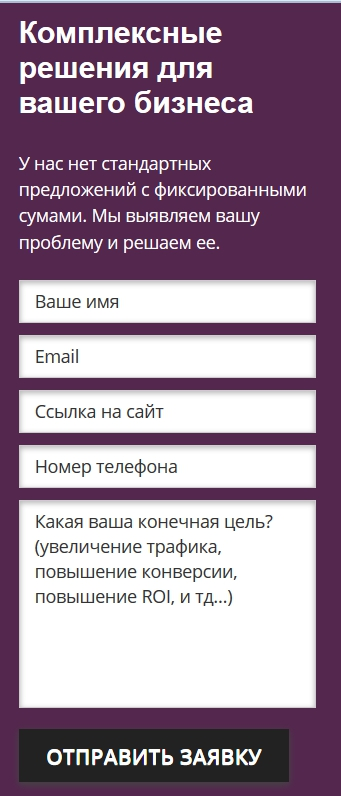 Комплексные
решения для
вашего бизнеса
У нас нет стандартных
предложений с фиксированными
сумами. Мы выявляем вашу
проблему и решаем ее.
Ваше имя
Email
Ссылка на сайт
Номер телефона
Какая ваша конечная цель?
(увеличение трафика,
повышение конверсии,
повышение ROI, и тд...)
ОТПРАВИТЬ ЗАЯВКУ